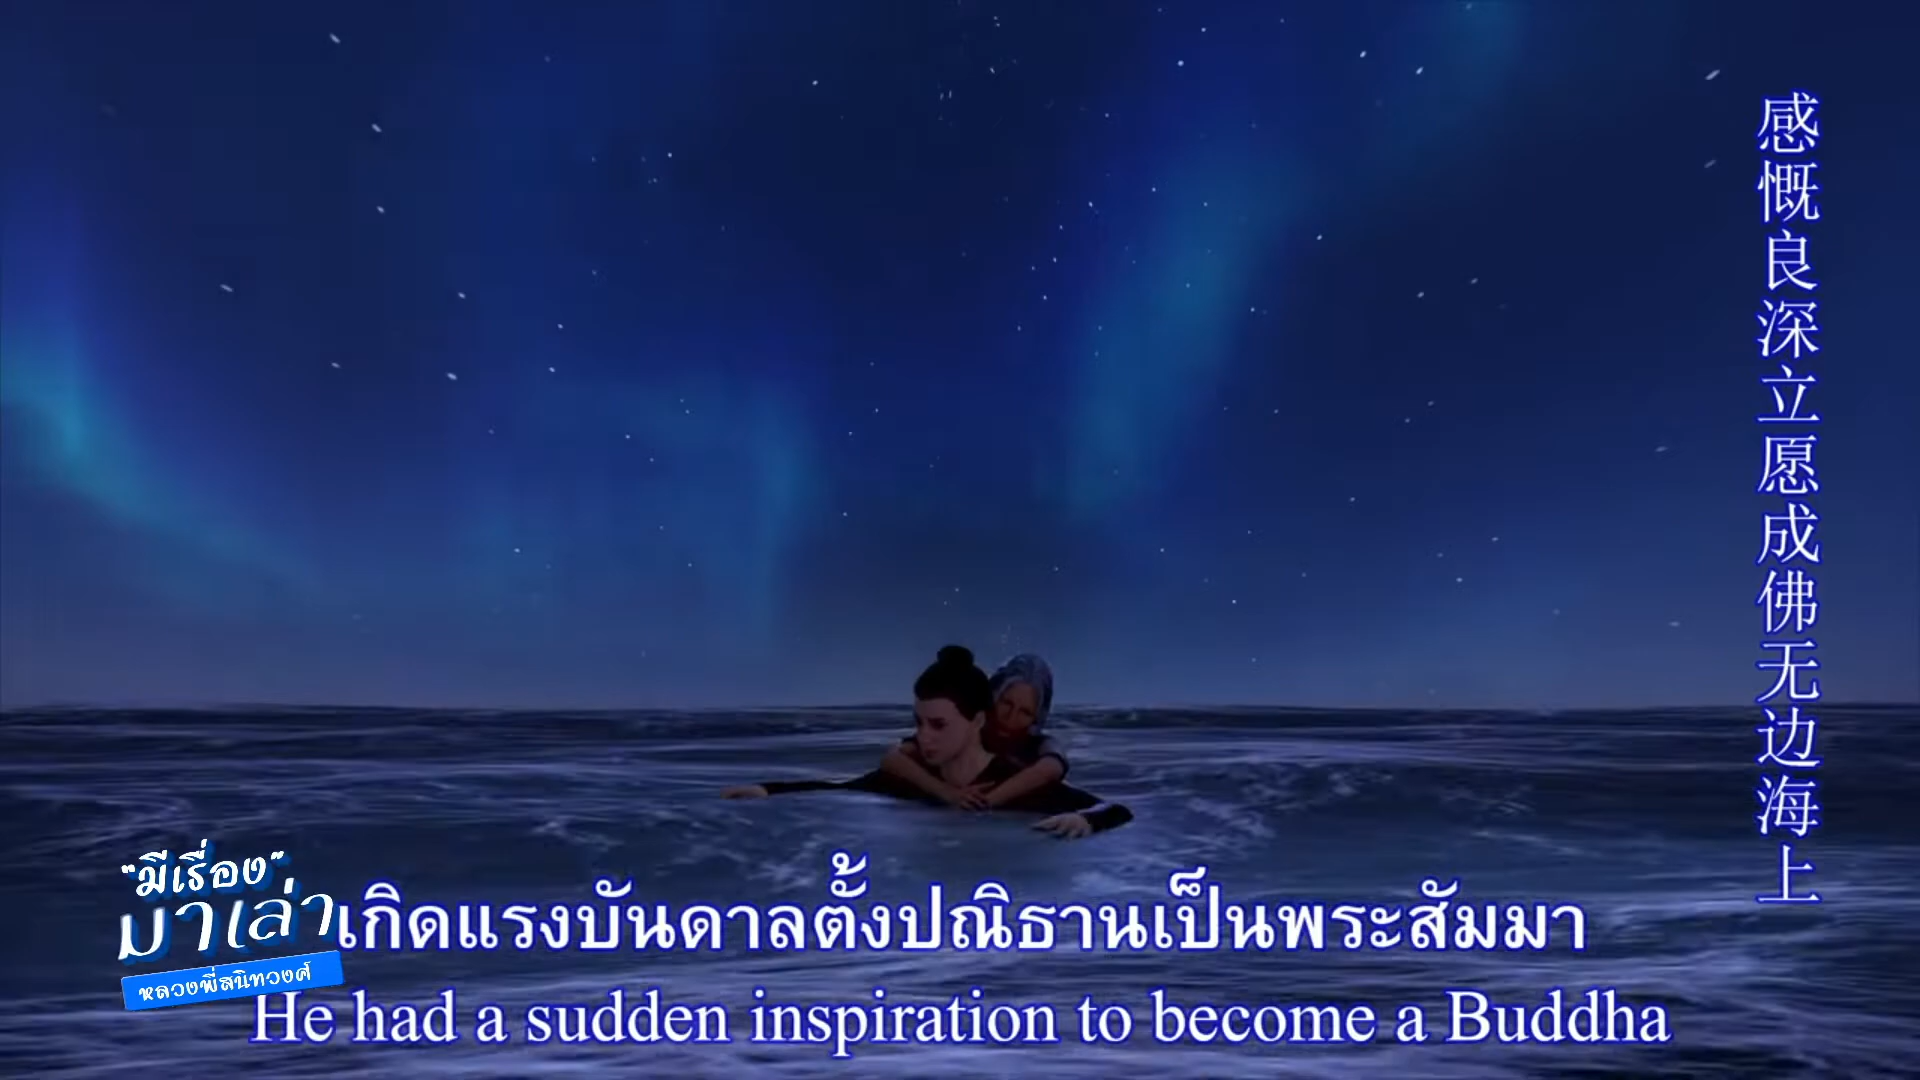 感慨良深立愿成佛无边海上
"มีเรื่อง"
มาเล่า
หลวงพี่สนิทวงศ์
เกิดแรงบันดาลตั้งปณิธานเป็นพระสัมมา
He had a sudden inspiration to become a Buddha